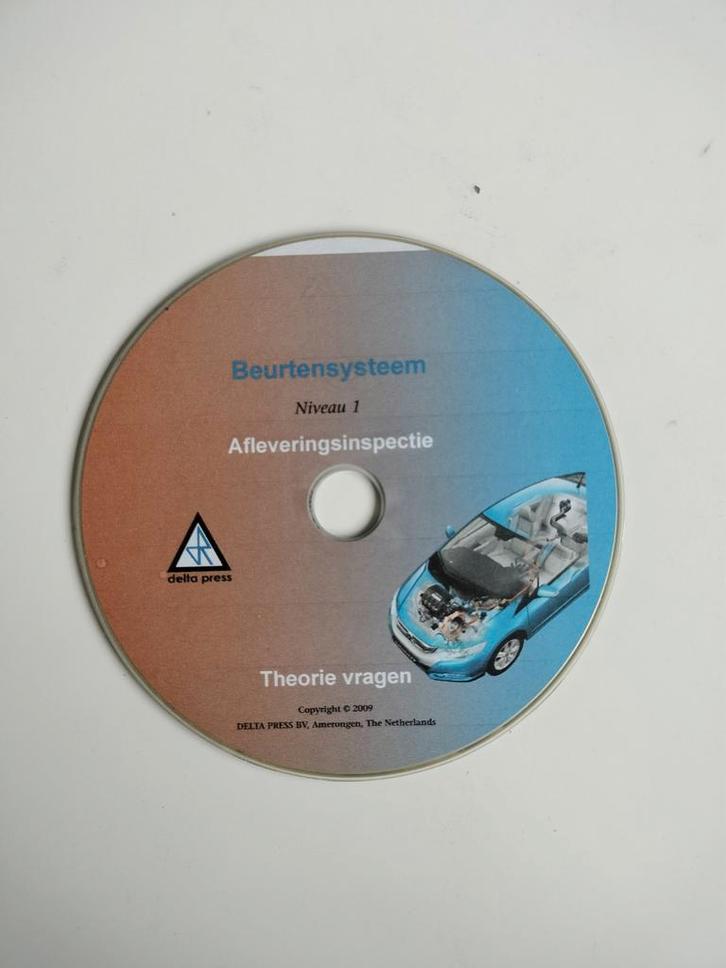 Beurtensysteem
Niveau 1
Afleveringsinspectie
delta press
Theorie vragen
Copyright © 2009
DELTA PRESS BV, Amerongen, The Netherlands